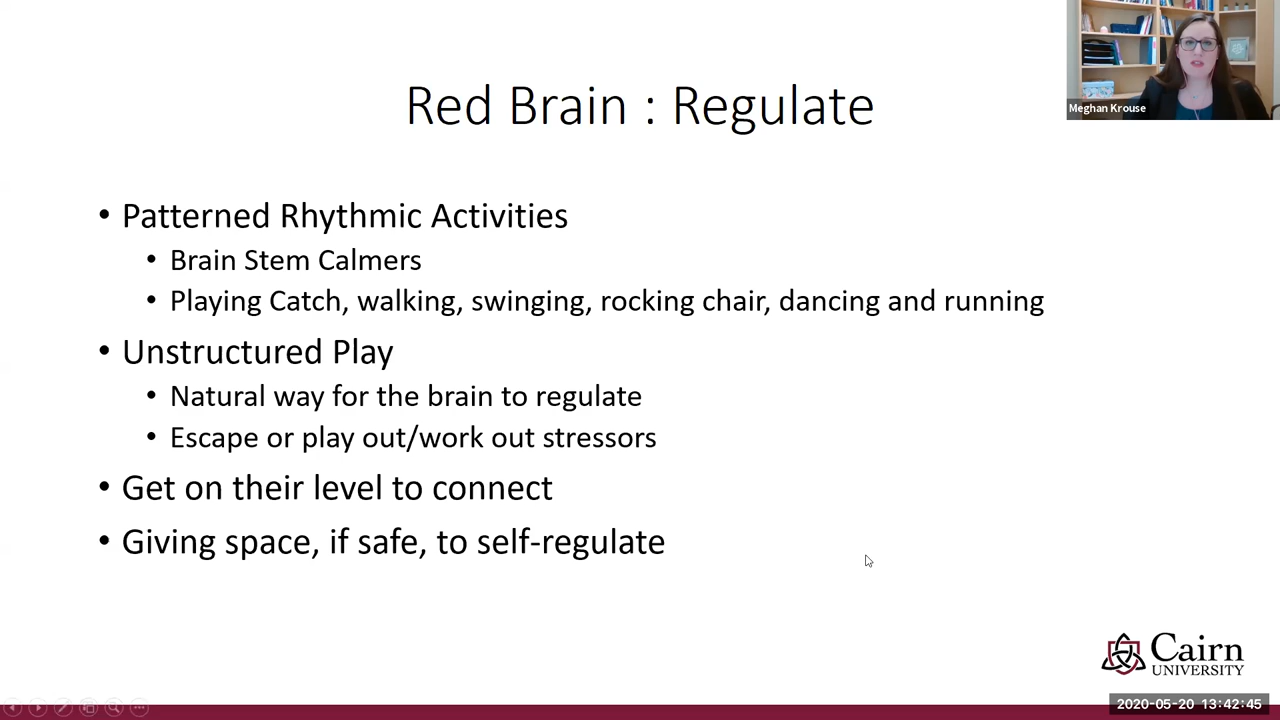 Red Brain : Regulate
Meghan Krouse
• Patterned Rhythmic Activities
• Brain Stem Calmers
• Playing Catch, walking, swinging, rocking chair, dancing and running
• Unstructured Play
• Natural way for the brain to regulate
• Escape or play out/work out stressors
• Get on their level to connect
• Giving space, if safe, to self-regulate
Cairn
UNIVERSITY
2020-05-20 13:42:45